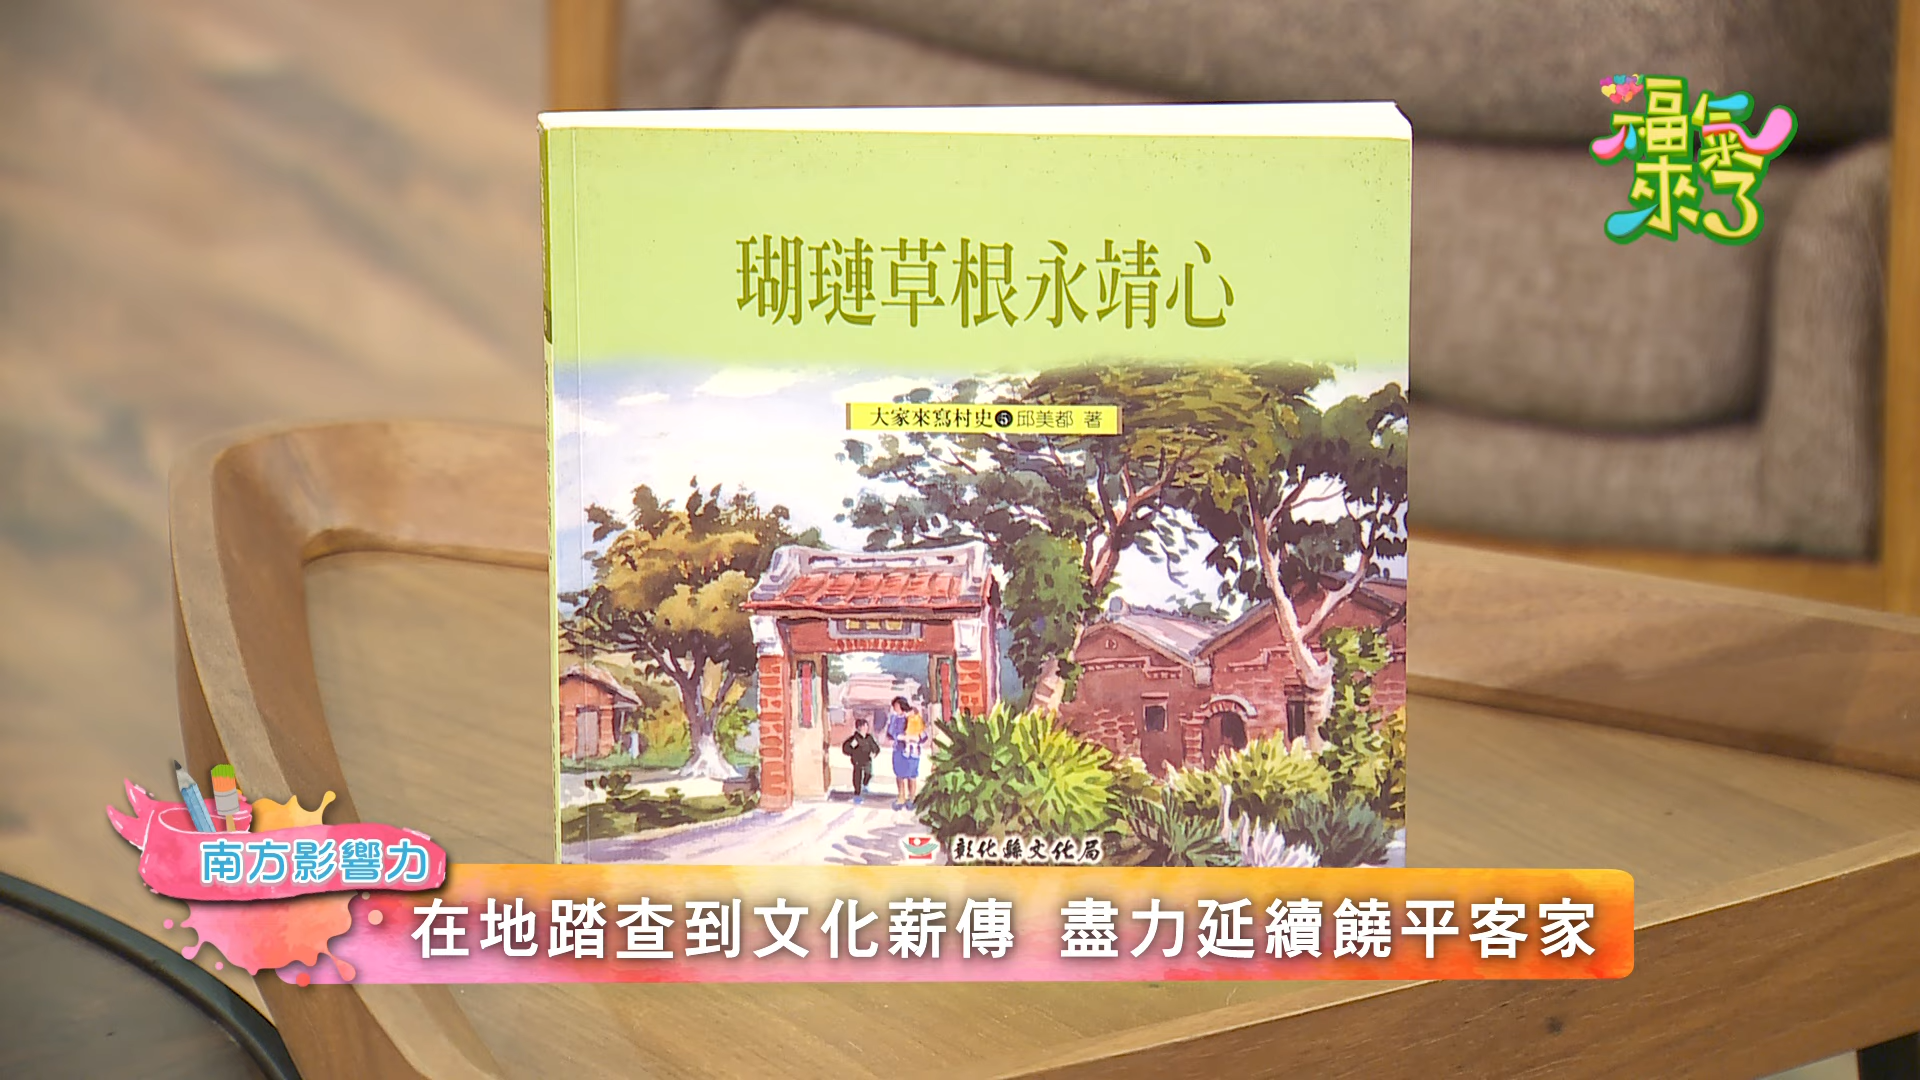 福氣來了
瑚璉草根永靖心
大家來寫村史❺邱美都 著
彰化縣文化局
南方影響力
在地踏查到文化薪傳 盡力延續饒平客家